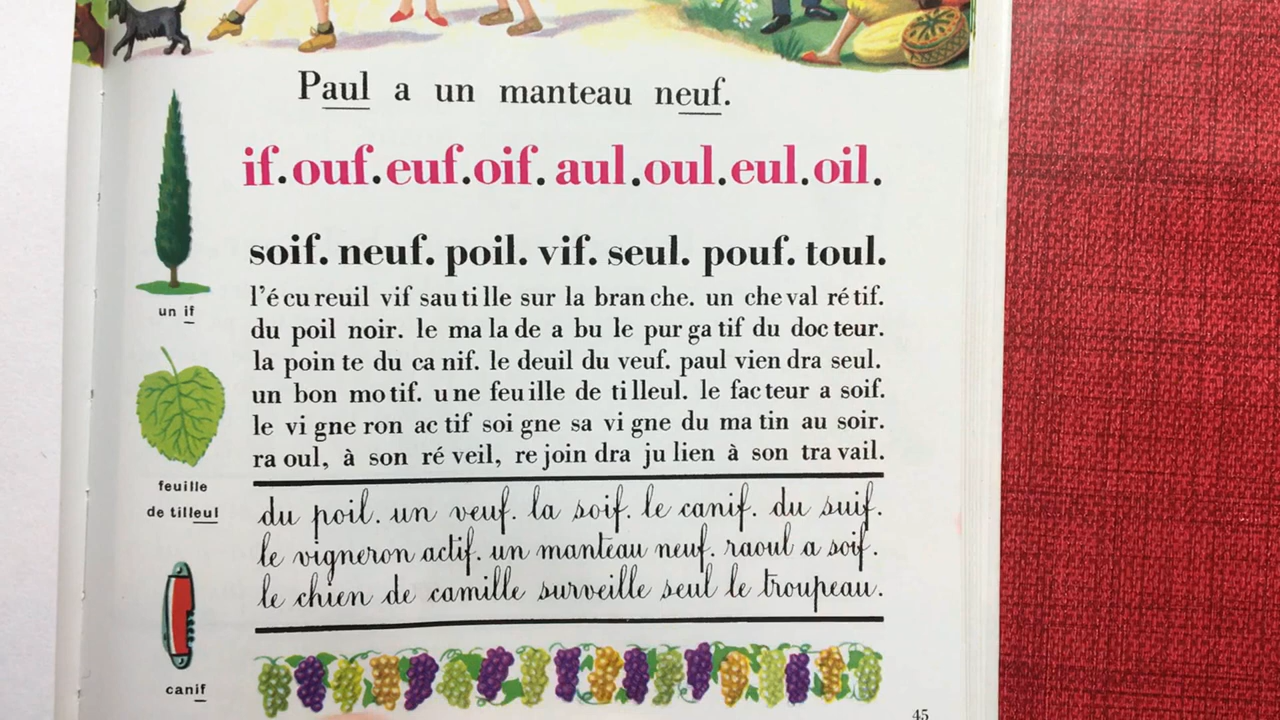 Paul a un manteau neuf.
if.ouf.euf.oif. aul.oul.eul.oil.
soif. neuf. poil. vif. seul. pouf. toul.
l'é cu reuil vif sau ti lle sur la bran che. un che val ré tif.
du poil noir. le ma la de a bu le pur ga tif du doc teur.
la poin te du ca nif. le deuil du veuf. paul vien dra seul.
un bon mo tif. u ne feu ille de ti lleul. le fac teur a soif.
le vi gne ron ac tif soi gne sa vi gne du ma tin au soir.
ra oul, à son ré veil, re join dra ju lien à son tra vail.
du poil. un veuf. la soif. le canif. du suif.
le vigneron actif. un manteau neuf. raoul a soif.
le chien de camille surveille seul le troupeau.
un if
feuille
de tilleul
canif
45